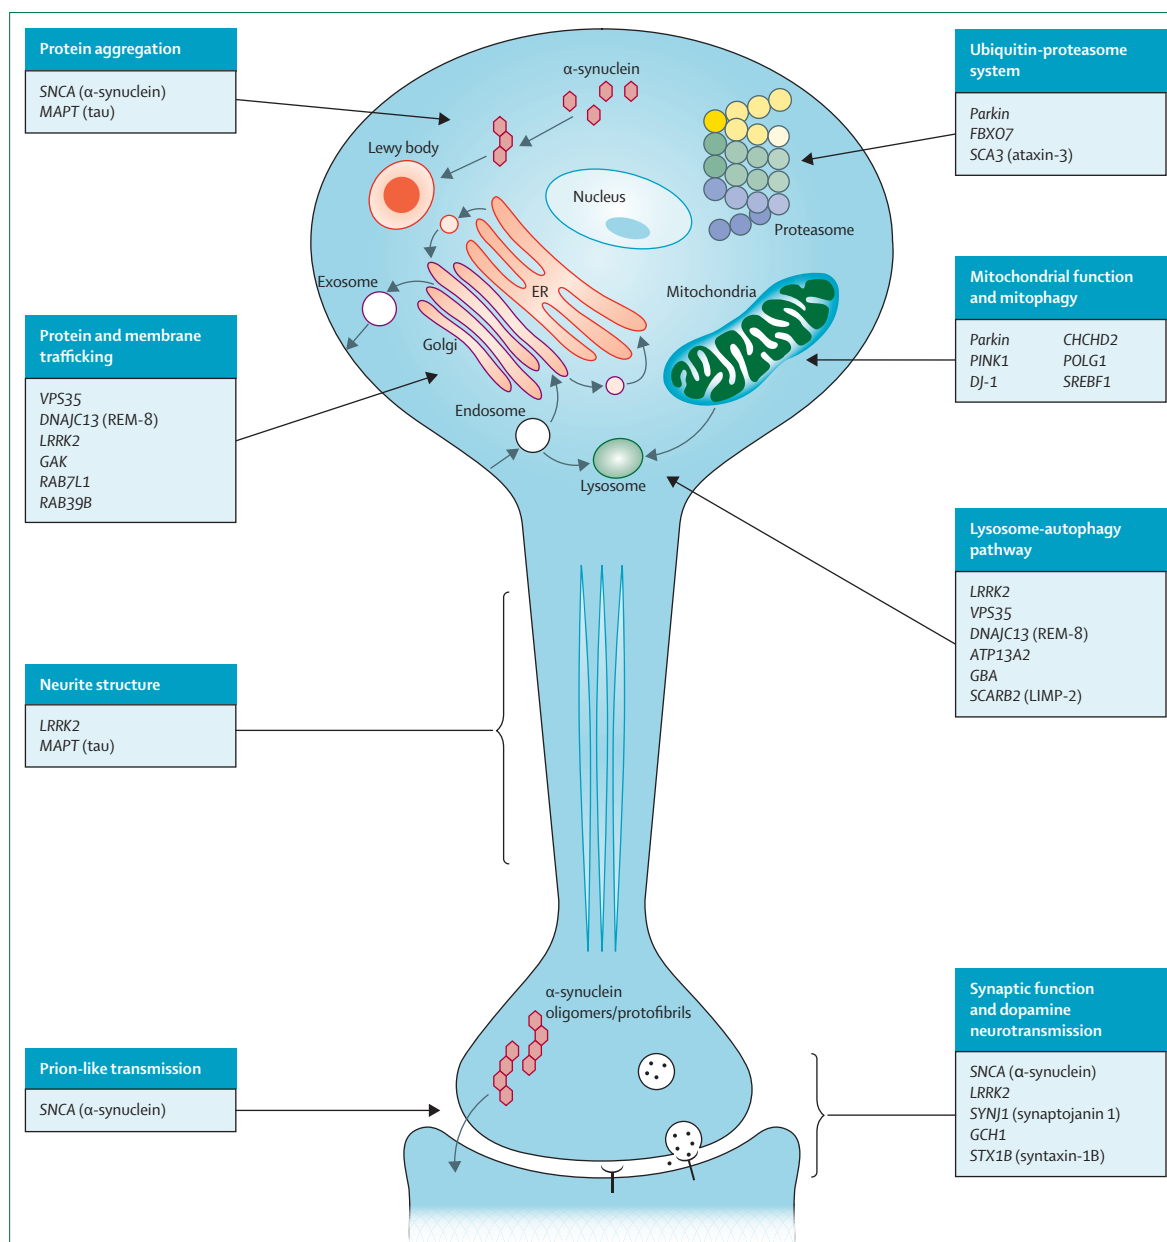 Protein aggregation
SNCA (α-synuclein)
MAPT (tau)
Protein and membrane
trafficking
VPS35
DNAJC13 (REM-8)
LRRK2
GAK
RAB7L1
RAB39B
Neurite structure
LRRK2
MAPT (tau)
Prion-like transmission
SNCA (α-synuclein)
α-synuclein
Lewy body
Nucleus
Proteasome
Exosome
ER
Mitochondria
Golgi
Endosome
Lysosome
α-synuclein
oligomers/protofibrils
Ubiquitin-proteasome
system
Parkin
FBXO7
SCA3 (ataxin-3)
Mitochondrial function
and mitophagy
Parkin CHCHD2
PINK1 POLG1
DJ-1 SREBF1
Lysosome-autophagy
pathway
LRRK2
VPS35
DNAJC13 (REM-8)
ATP13A2
GBA
SCARB2 (LIMP-2)
Synaptic function
and dopamine
neurotransmission
SNCA (α-synuclein)
LRRK2
SYNJ1 (synaptojanin 1)
GCH1
STX1B (syntaxin-1B)